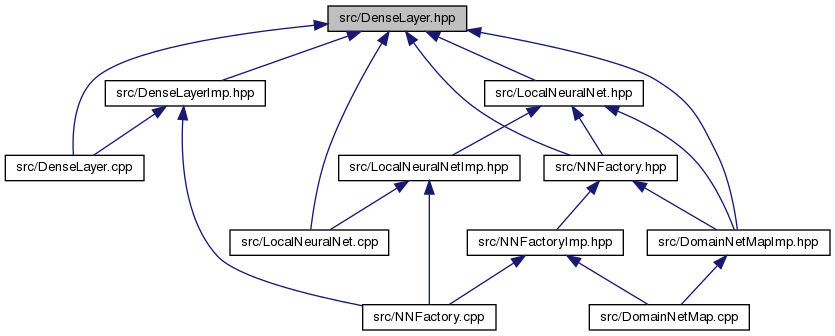 src/DenseLayer.hpp
src/DenseLayerImp.hpp
src/LocalNeuralNet.hpp
src/DenseLayer.cpp
src/LocalNeuralNetImp.hpp
src/NNFactory.hpp
src/LocalNeuralNet.cpp
src/NNFactoryImp.hpp
src/DomainNetMapImp.hpp
src/NNFactory.cpp
src/DomainNetMap.cpp